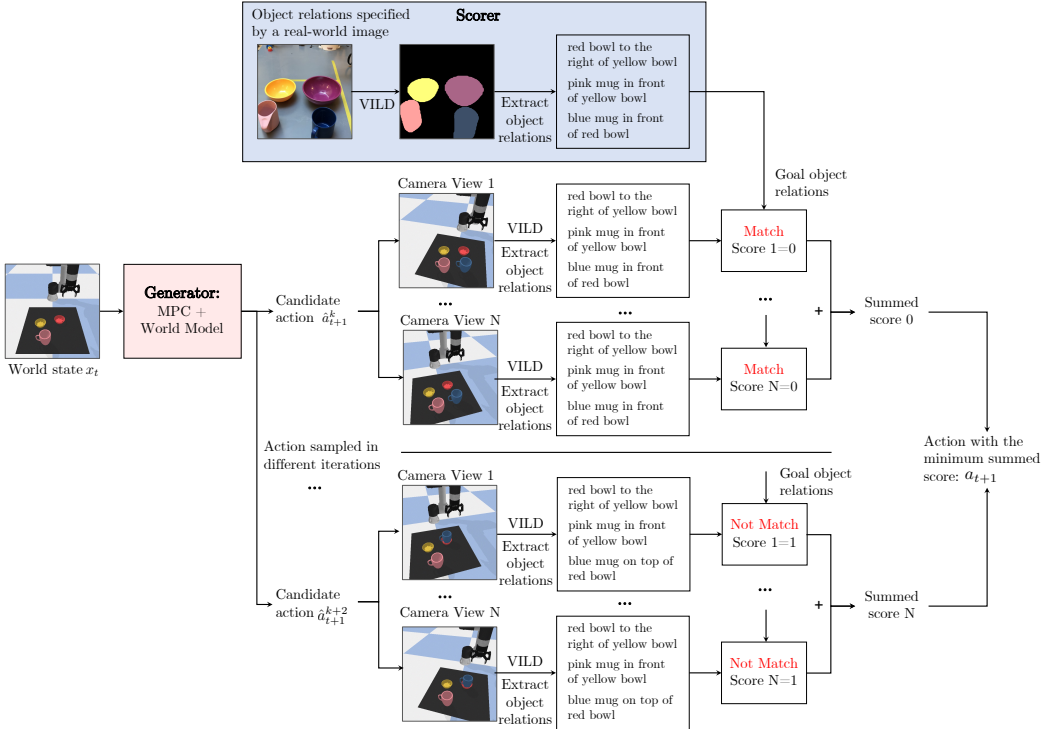 Object relations specified
by a real-world image
Scorer
VILD
Extract
object
relations
red bowl to the
right of yellow bowl
pink mug in front
of yellow bowl
blue mug in front
of red bowl
Goal object
relations
World state x_t
Generator:
MPC +
World Model
Candidate
action â^k_{t+1}
Camera View 1
VILD
Extract
object
relations
red bowl to the
right of yellow bowl
pink mug in front
of yellow bowl
blue mug in front
of red bowl
Match
Score 1=0
...
...
...
Camera View N
VILD
Extract
object
relations
red bowl to the
right of yellow bowl
pink mug in front
of yellow bowl
blue mug in front
of red bowl
Match
Score N=0
+
Summed
score 0
Action sampled in
different iterations
...
Action with the
minimum summed
score: a_{t+1}
Candidate
action â^{k+2}_{t+1}
Camera View 1
VILD
Extract
object
relations
red bowl to the
right of yellow bowl
pink mug in front
of yellow bowl
blue mug on top of
red bowl
Goal object
relations
Not Match
Score 1=1
...
...
...
Camera View N
VILD
Extract
object
relations
red bowl to the
right of yellow bowl
pink mug in front
of yellow bowl
blue mug on top of
red bowl
Not Match
Score N=1
+
Summed
score N